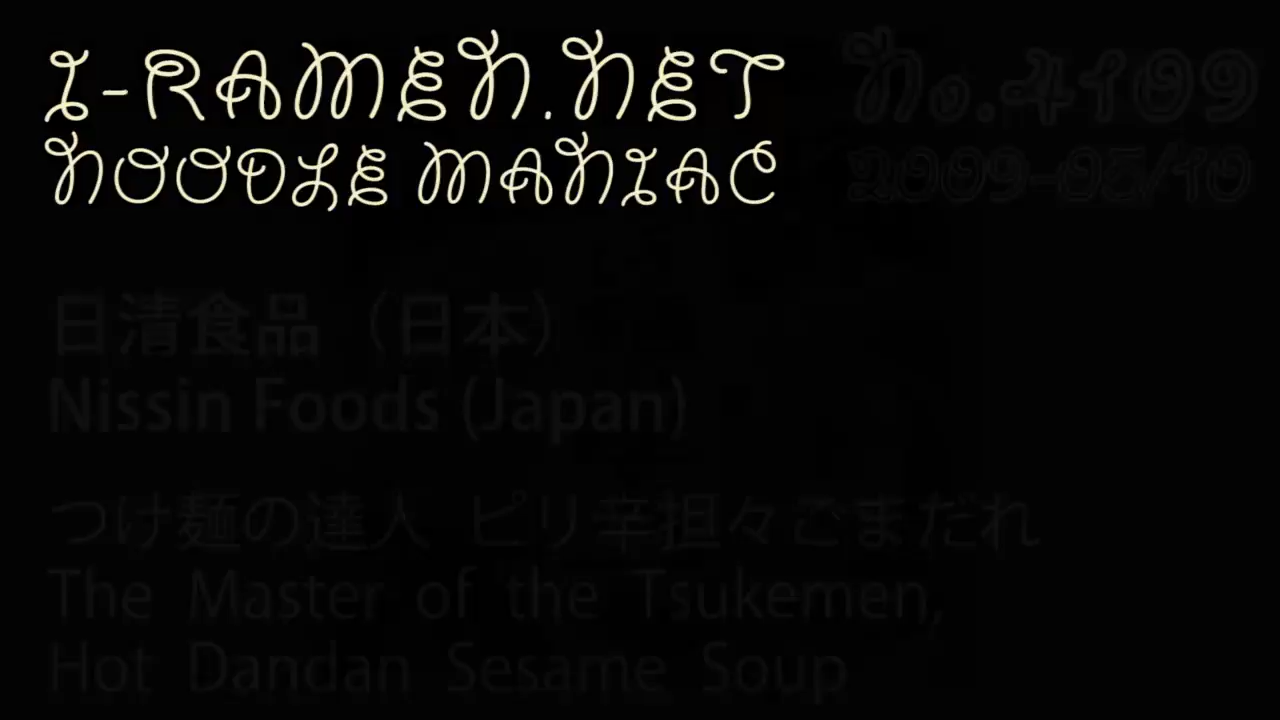 I-RAMEN.NET
NOODLE MANIAC
No.4109
2009-05/10
日清食品（日本）
Nissin Foods (Japan)
つけ麺の達人 ピリ辛担々ごまだれ
The Master of the Tsukemen,
Hot Dandan Sesame Soup